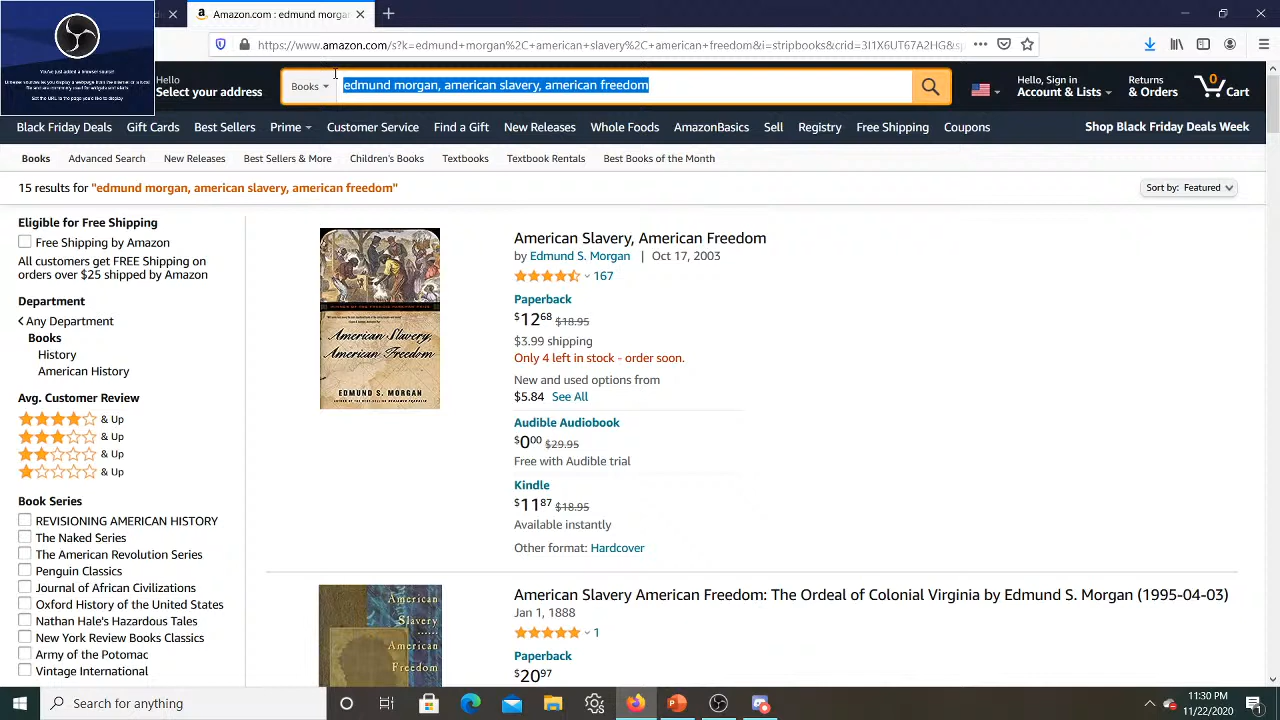 Amazon.com : edmund morgan
You've just added a browser source!
https://www.amazon.com/s?k=edmund+morgan%2C+american+slavery%2C+american+freedom&i=stripbooks&crid=3I1X6UT67A2HG&s
Hello
Select your address
Books
edmund morgan, american slavery, american freedom
Hello, Sign in
Account & Lists
Returns
& Orders
0
Cart
Black Friday Deals Gift Cards Best Sellers Prime Customer Service Find a Gift New Releases Whole Foods AmazonBasics Sell Registry Free Shipping Coupons Shop Black Friday Deals Week
Books Advanced Search New Releases Best Sellers & More Children's Books Textbooks Textbook Rentals Best Books of the Month
15 results for "edmund morgan, american slavery, american freedom"
Sort by: Featured
Eligible for Free Shipping
Free Shipping by Amazon
All customers get FREE Shipping on
orders over $25 shipped by Amazon
Department
Any Department
Books
History
American History
Avg. Customer Review
& Up
& Up
& Up
& Up
Book Series
REVISIONING AMERICAN HISTORY
The Naked Series
The American Revolution Series
Penguin Classics
Journal of African Civilizations
Oxford History of the United States
Nathan Hale's Hazardous Tales
New York Review Books Classics
Army of the Potomac
Vintage International
American Slavery,
American Freedom
EDMUND S. MORGAN
American Slavery, American Freedom
by Edmund S. Morgan | Oct 17, 2003
167
Paperback
$12.68 $18.95
$3.99 shipping
Only 4 left in stock - order soon.
New and used options from
$5.84 See All
Audible Audiobook
$0.00 $29.95
Free with Audible trial
Kindle
$11.87 $18.95
Available instantly
Other format: Hardcover
American
Slavery
American
Freedom
American Slavery American Freedom: The Ordeal of Colonial Virginia by Edmund S. Morgan (1995-04-03)
Jan 1, 1888
1
Paperback
$20.97
Search for anything
11:30 PM
11/22/2020